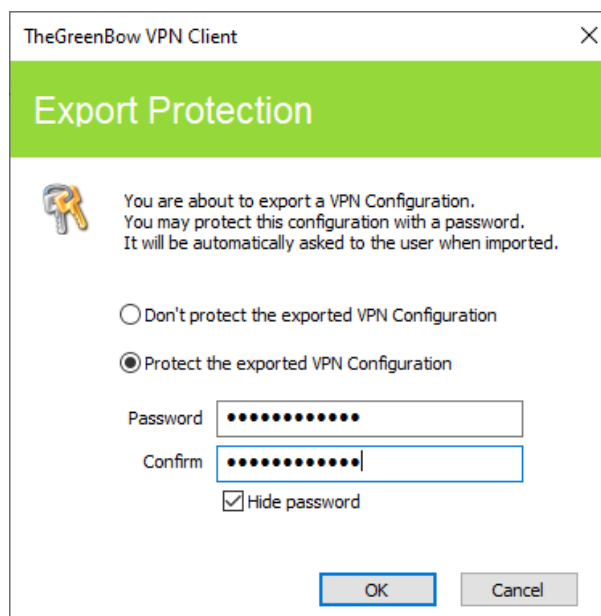 TheGreenBow VPN Client
Export Protection
You are about to export a VPN Configuration.
You may protect this configuration with a password.
It will be automatically asked to the user when imported.
Don't protect the exported VPN Configuration
Protect the exported VPN Configuration
Password ●●●●●●●●●●●●
Confirm ●●●●●●●●●●●●
Hide password
OK Cancel